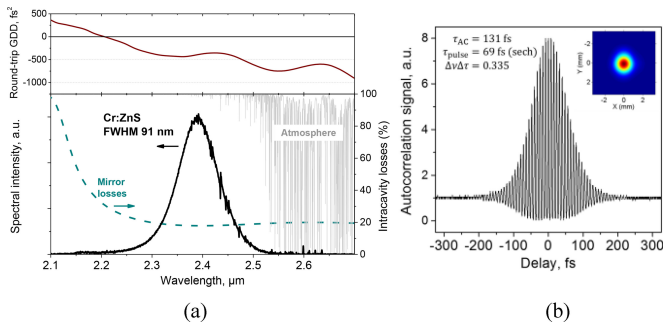 Round-trip GDD, fs²
500
0
-500
-1000
Spectral intensity, a.u.
Cr:ZnS
FWHM 91 nm
Atmosphere
Mirror
losses
100
80
60
40
20
0
Intracavity losses (%)
2.1 2.2 2.3 2.4 2.5 2.6
Wavelength, µm
(a)
Autocorrelation signal, a.u.
8
6
4
2
0
τAC = 131 fs
τpulse = 69 fs (sech)
ΔνΔτ = 0.335
Y (mm)
-2
0
2
-2 0 2
X (mm)
-300 -200 -100 0 100 200 300
Delay, fs
(b)